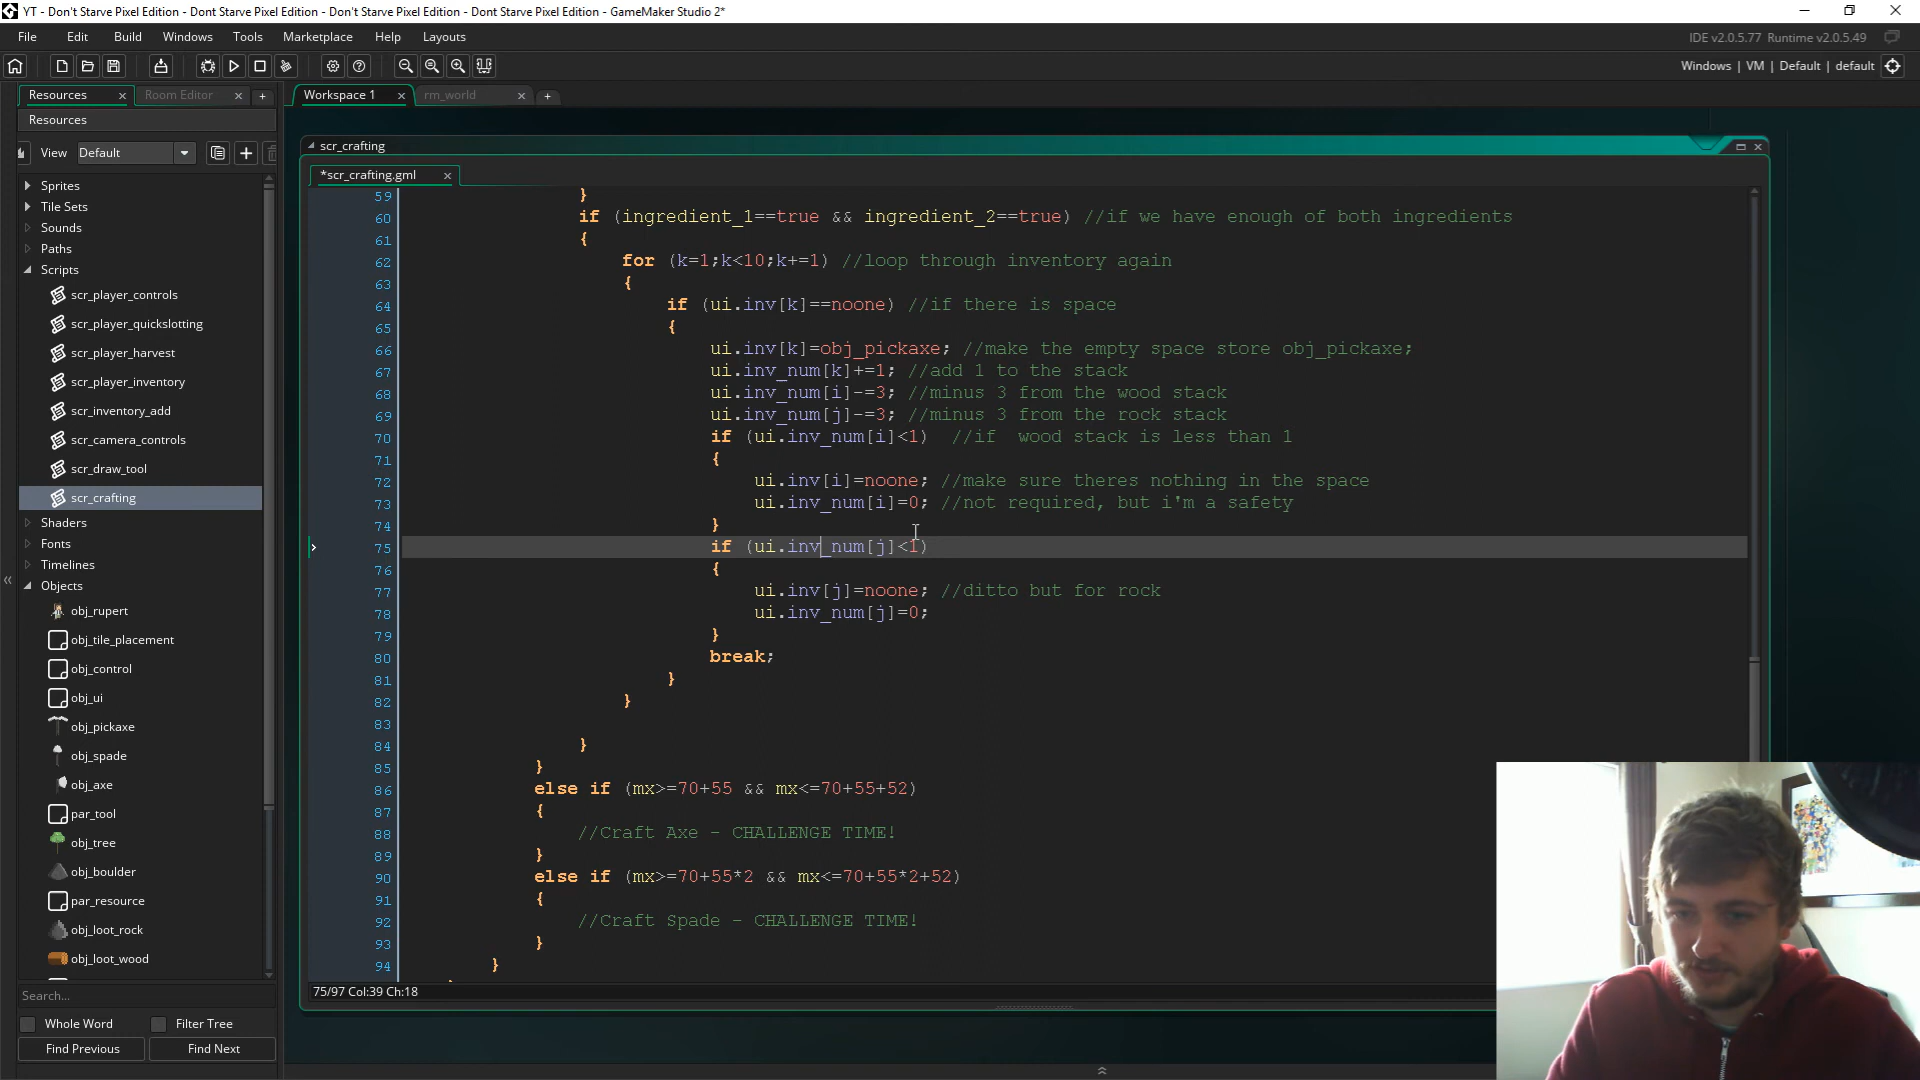 YT - Don't Starve Pixel Edition - Dont Starve Pixel Edition - Don't Starve Pixel Edition - Dont Starve Pixel Edition - GameMaker Studio 2*
File Edit Build Windows Tools Marketplace Help Layouts
IDE v2.0.5.77 Runtime v2.0.5.49
Windows | VM | Default | default
Resources
Room Editor
Workspace 1
rm_world
Resources
View Default
Sprites
Tile Sets
Sounds
Paths
Scripts
scr_player_controls
scr_player_quickslotting
scr_player_harvest
scr_player_inventory
scr_inventory_add
scr_camera_controls
scr_draw_tool
scr_crafting
Shaders
Fonts
Timelines
Objects
obj_rupert
obj_tile_placement
obj_control
obj_ui
obj_pickaxe
obj_spade
obj_axe
par_tool
obj_tree
obj_boulder
par_resource
obj_loot_rock
obj_loot_wood
Search...
Whole Word
Filter Tree
Find Previous
Find Next
scr_crafting
*scr_crafting.gml
59 }
60 if (ingredient_1==true && ingredient_2==true) //if we have enough of both ingredients
61 {
62 for (k=1;k<10;k+=1) //loop through inventory again
63 {
64 if (ui.inv[k]==noone) //if there is space
65 {
66 ui.inv[k]=obj_pickaxe; //make the empty space store obj_pickaxe;
67 ui.inv_num[k]+=1; //add 1 to the stack
68 ui.inv_num[i]-=3; //minus 3 from the wood stack
69 ui.inv_num[j]-=3; //minus 3 from the rock stack
70 if (ui.inv_num[i]<1) //if wood stack is less than 1
71 {
72 ui.inv[i]=noone; //make sure theres nothing in the space
73 ui.inv_num[i]=0; //not required, but i'm a safety
74 }
75 if (ui.inv_num[j]<1)
76 {
77 ui.inv[j]=noone; //ditto but for rock
78 ui.inv_num[j]=0;
79 }
80 break;
81 }
82 }
83
84 }
85 }
86 else if (mx>=70+55 && mx<=70+55+52)
87 {
88 //Craft Axe - CHALLENGE TIME!
89 }
90 else if (mx>=70+55*2 && mx<=70+55*2+52)
91 {
92 //Craft Spade - CHALLENGE TIME!
93 }
94 }
75/97 Col:39 Ch:18